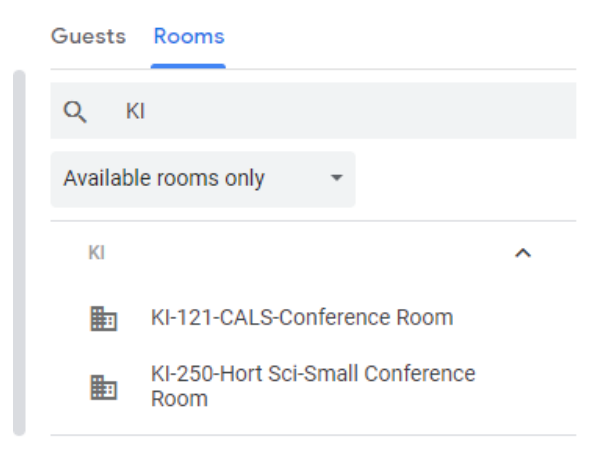 Guests Rooms
KI
Available rooms only
KI
KI-121-CALS-Conference Room
KI-250-Hort Sci-Small Conference
Room